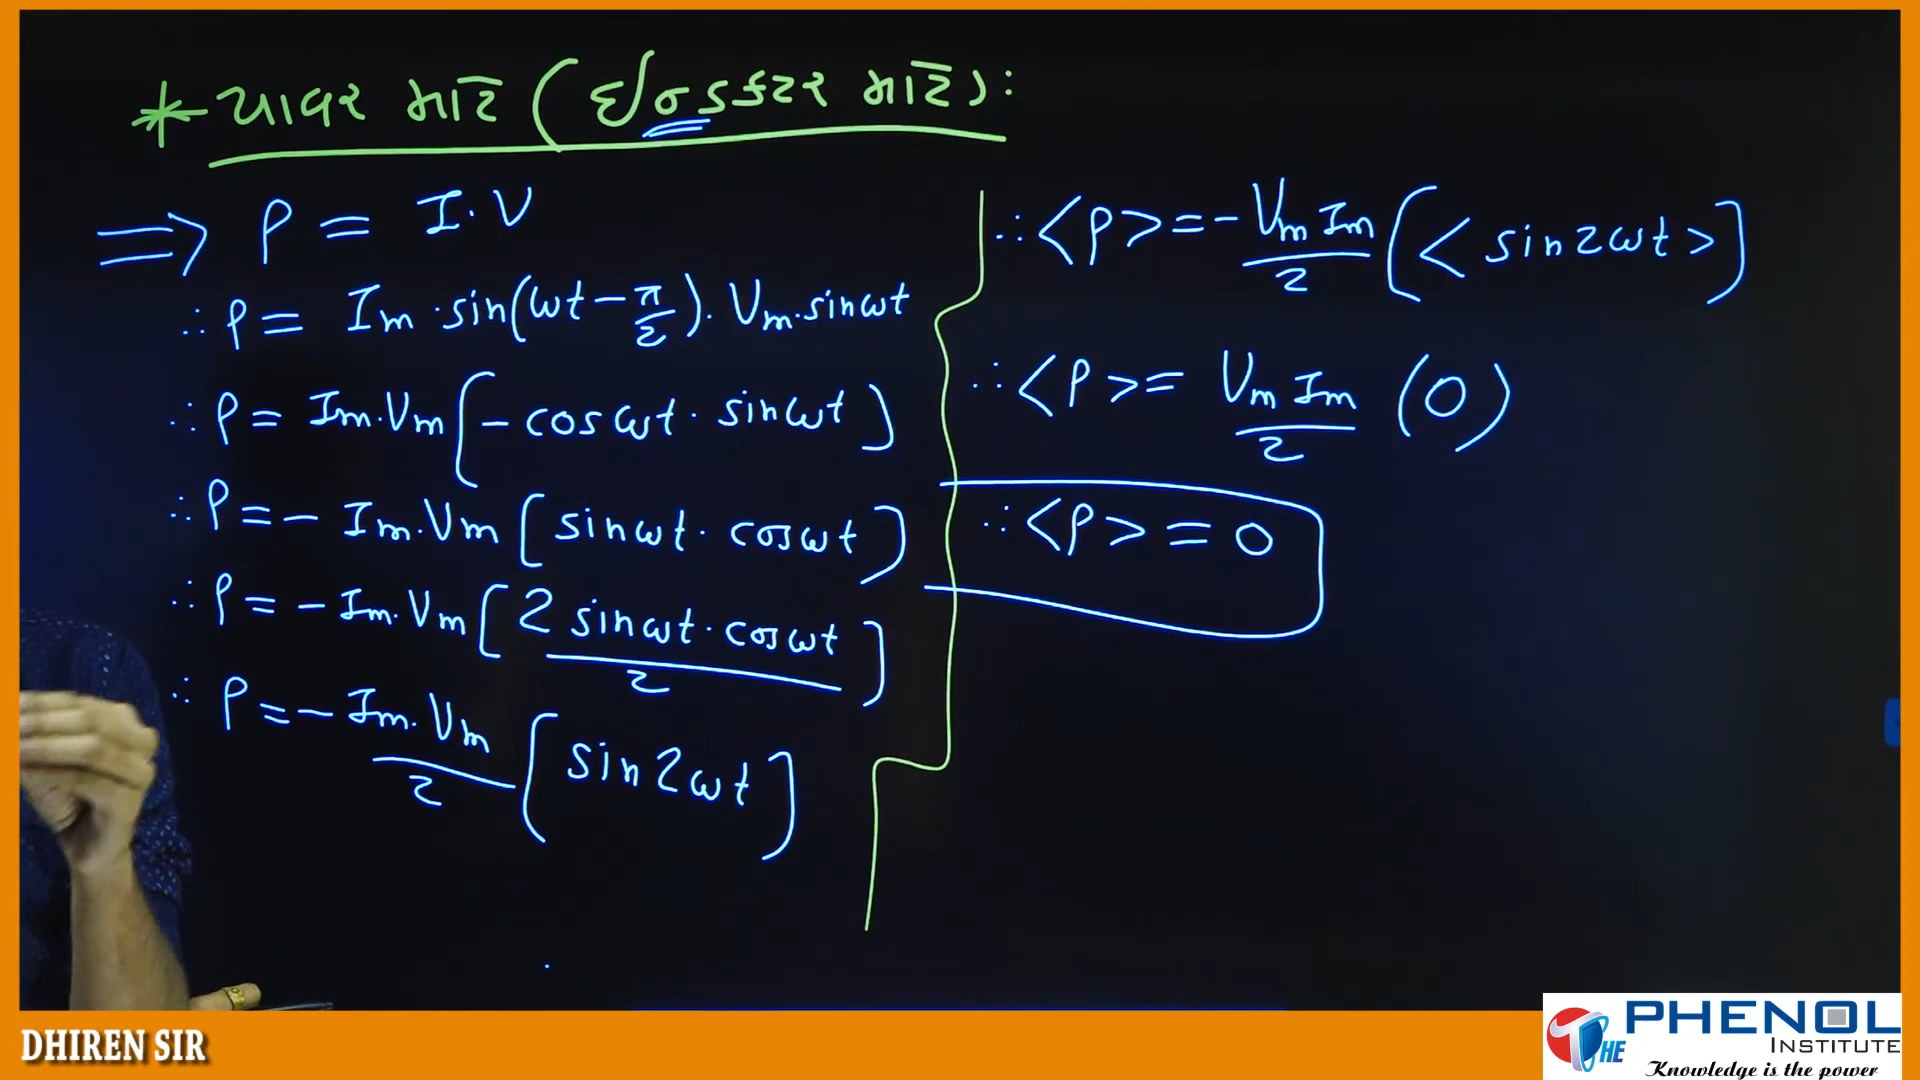 * પાવર માટે (ઈન્ડક્ટર માટે):
⇒ P = I·V
∴ P = Im·sin(ωt − π/2)·Vm·sinωt
∴ P = Im·Vm[− cosωt · sinωt]
∴ P = − Im·Vm[sinωt · cosωt]
∴ P = − Im·Vm[2 sinωt · cosωt / 2]
∴ P = − Im·Vm/2 [sin2ωt]
∴ <P> = − Vm Im/2 [< sin2ωt >]
∴ <P> = Vm Im/2 (0)
∴ <P> = 0
DHIREN SIR
THE PHENOL
INSTITUTE
Knowledge is the power